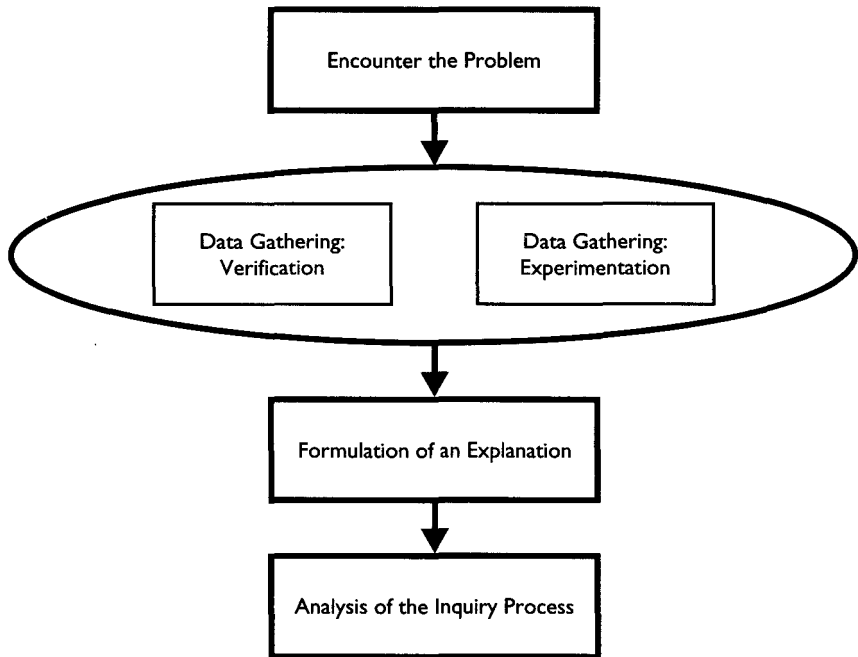 Encounter the Problem
Data Gathering:
Verification
Data Gathering:
Experimentation
Formulation of an Explanation
Analysis of the Inquiry Process